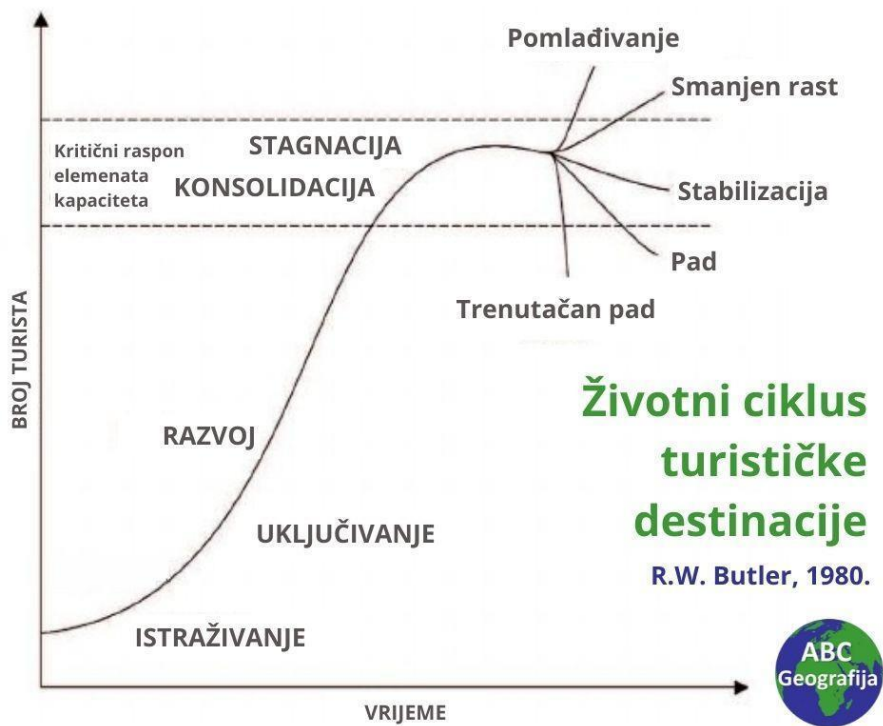 Pomlađivanje
Smanjen rast
STAGNACIJA
Kritični raspon
elemenata
kapaciteta
KONSOLIDACIJA
Stabilizacija
Pad
Trenutačan pad
BROJ TURISTA
Životni ciklus
turističke
destinacije
RAZVOJ
UKLJUČIVANJE
R.W. Butler, 1980.
ISTRAŽIVANJE
ABC
Geografija
VRIJEME